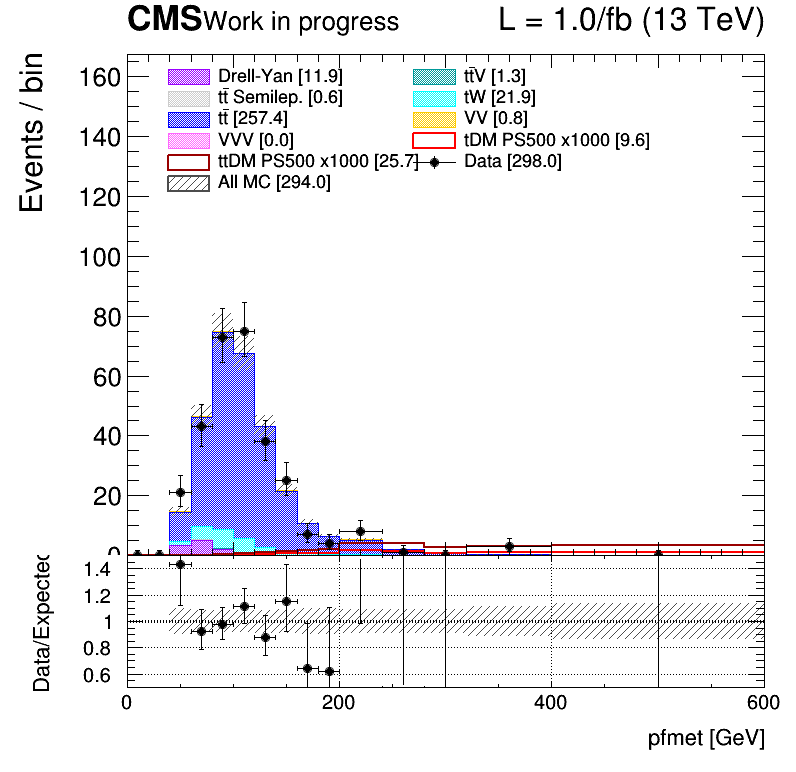 CMS Work in progress L = 1.0/fb (13 TeV)
Events / bin
160
140
120
100
80
60
40
20
0
Drell-Yan [11.9]
tt̄ Semilep. [0.6]
tt̄ [257.4]
VVV [0.0]
ttDM PS500 x1000 [25.7]
All MC [294.0]
tt̄V [1.3]
tW [21.9]
VV [0.8]
tDM PS500 x1000 [9.6]
Data [298.0]
Data/Expected
1.4
1.2
1
0.8
0.6
0 200 400 600
pfmet [GeV]